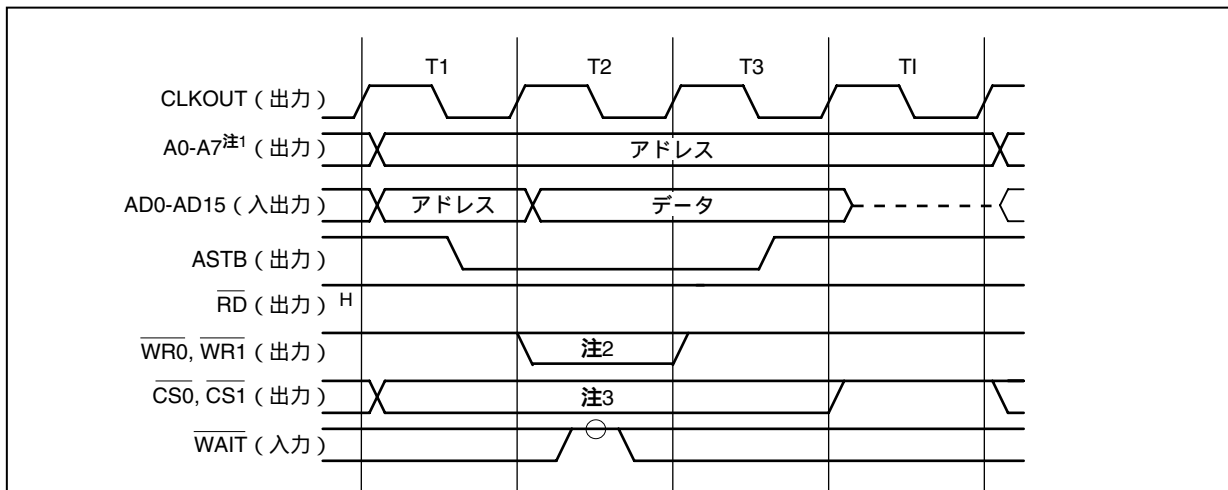 T1 T2 T3 TI
CLKOUT（出力）
A0-A7注1（出力） アドレス
AD0-AD15（入出力） アドレス データ
ASTB（出力）
RD（出力） H
WR0, WR1（出力） 注2
CS0, CS1（出力） 注3
WAIT（入力）